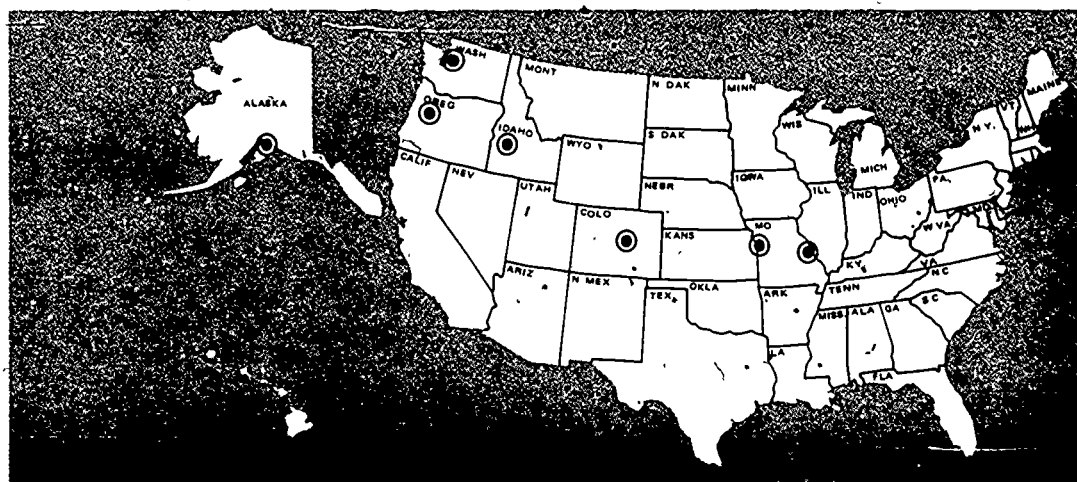 WASH
MONT
N DAK
MINN
MAINE
ALASKA
OREG
VT
WIS
N.Y.
IDAHO
S DAK
WYO
MICH
CALIF
NEV
UTAH
NEBR
IOWA
ILL
IND
OHIO
PA.
COLO
KANS
MO
W VA
KY
VA
ARIZ
N MEX
OKLA
TEX
ARK
TENN
NC
SC
MISS
ALA
GA
LA
FLA